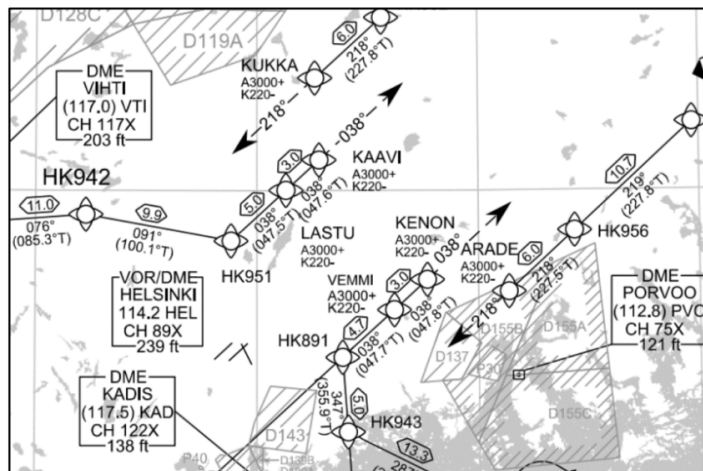 D128C
D119A
6.0
218°
(227.8°T)
KUKKA
A3000+
K220-
218°
DME
VIHTI
(117.0) VTI
CH 117X
203 ft
038°
3.0
KAAVI
A3000+
K220-
038°
(047.6°T)
5.0
038°
(047.5°T)
LASTU
A3000+
K220-
HK942
11.0
076°
(085.3°T)
9.9
091°
(100.1°T)
HK951
10.7
219°
(227.8°T)
HK956
KENON
A3000+
K220-
038°
ARADE
A3000+
K220-
6.0
218°
(227.5°T)
218°
VEMMI
A3000+
K220-
3.0
038°
(047.8°T)
4.7
038°
(047.7°T)
HK891
VOR/DME
HELSINKI
114.2 HEL
CH 89X
239 ft
DME
PORVOO
(112.8) PVO
CH 75X
121 ft
D155B
D155A
D137
D155C
DME
KADIS
(117.5) KAD
CH 122X
138 ft
347°
(355.9°T)
5.0
HK943
13.3
D143
P40